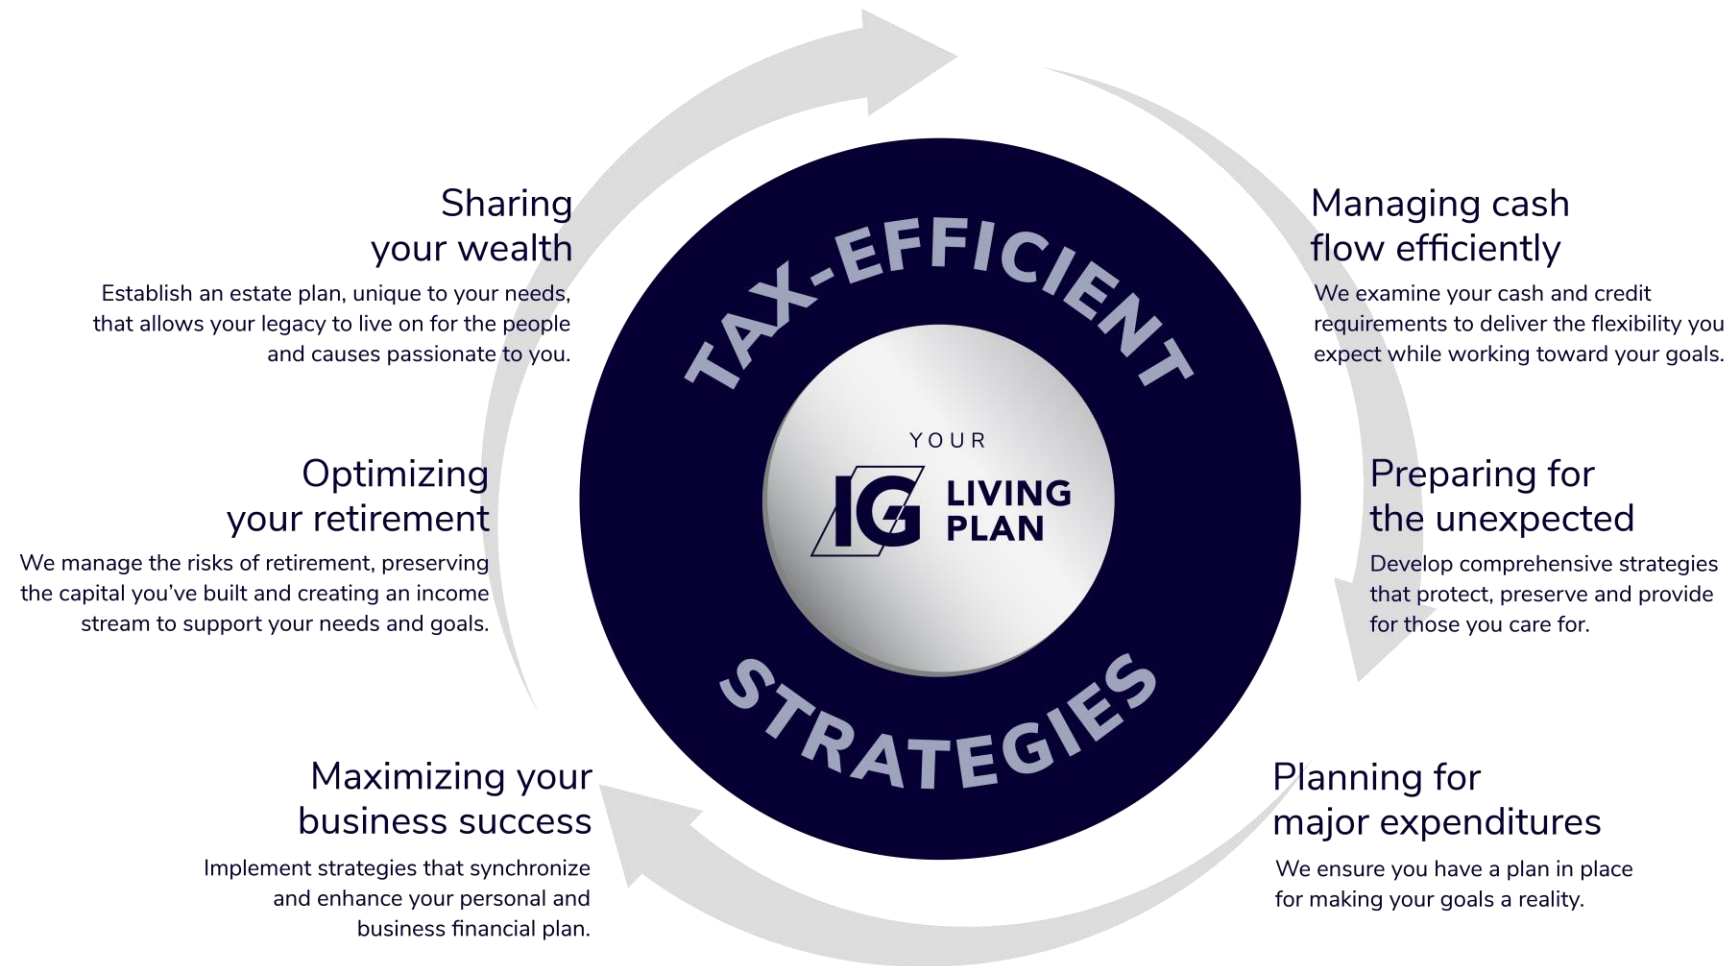 TAX-EFFICIENT
STRATEGIES
YOUR
IG
LIVING
PLAN
Managing cash
flow efficiently
We examine your cash and credit
requirements to deliver the flexibility you
expect while working toward your goals.
Preparing for
the unexpected
Develop comprehensive strategies
that protect, preserve and provide
for those you care for.
Planning for
major expenditures
We ensure you have a plan in place
for making your goals a reality.
Maximizing your
business success
Implement strategies that synchronize
and enhance your personal and
business financial plan.
Optimizing
your retirement
We manage the risks of retirement, preserving
the capital you’ve built and creating an income
stream to support your needs and goals.
Sharing
your wealth
Establish an estate plan, unique to your needs,
that allows your legacy to live on for the people
and causes passionate to you.